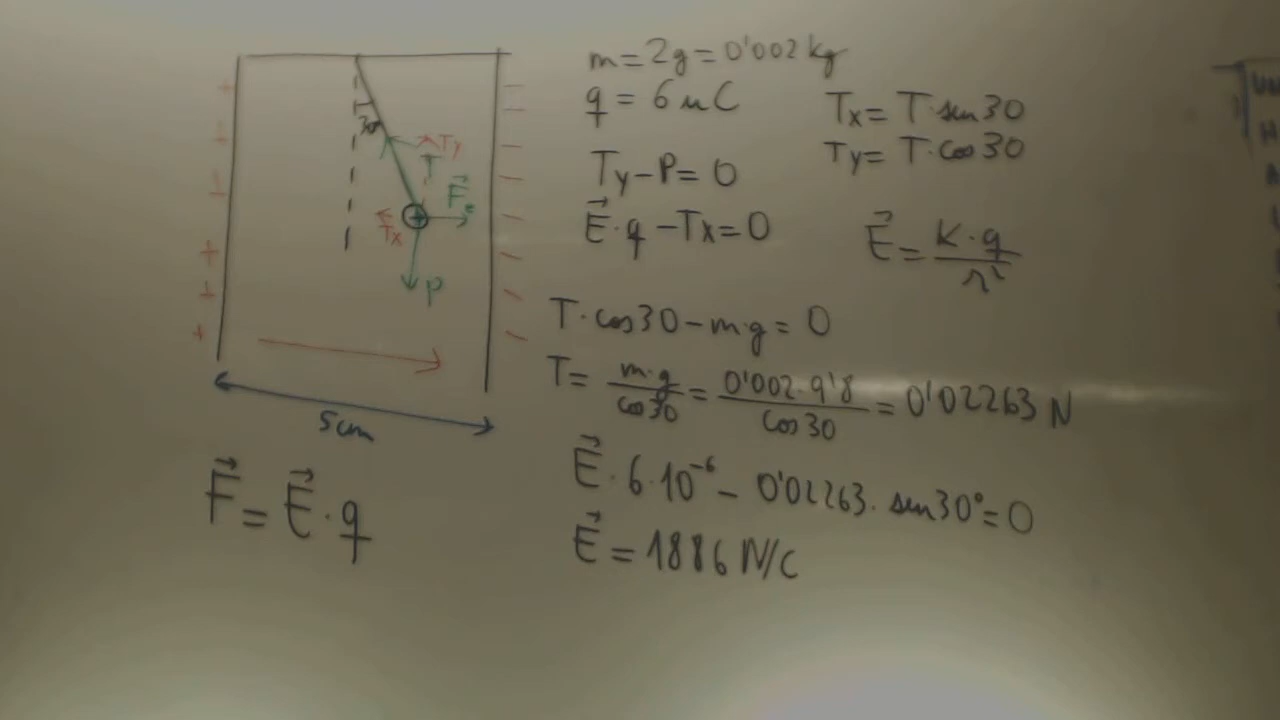 m = 2g = 0'002 kg
q = 6 μC
Tx = T · sen 30
Ty = T · cos 30
Ty - P = 0
E⃗ · q - Tx = 0
E⃗ = K · q / r²
T · cos 30 - m · g = 0
T = m · g / cos 30 = 0'002 · 9'8 / cos 30 = 0'02263 N
E⃗ · 6 · 10⁻⁶ - 0'02263 · sen 30° = 0
E⃗ = 1886 N/C
30
Ty
T
F⃗e
Tx
P
+ + + + + +
- - - - - - - -
+
5 cm
F⃗ = E⃗ · q